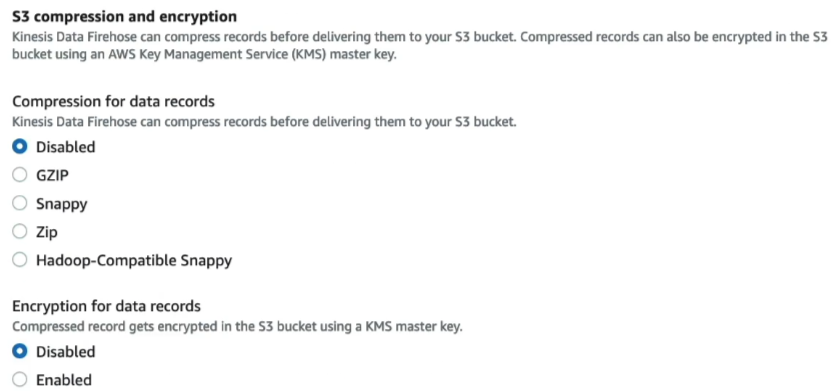 S3 compression and encryption
Kinesis Data Firehose can compress records before delivering them to your S3 bucket. Compressed records can also be encrypted in the S3
bucket using an AWS Key Management Service (KMS) master key.
Compression for data records
Kinesis Data Firehose can compress records before delivering them to your S3 bucket.
Disabled
GZIP
Snappy
Zip
Hadoop-Compatible Snappy
Encryption for data records
Compressed record gets encrypted in the S3 bucket using a KMS master key.
Disabled
Enabled